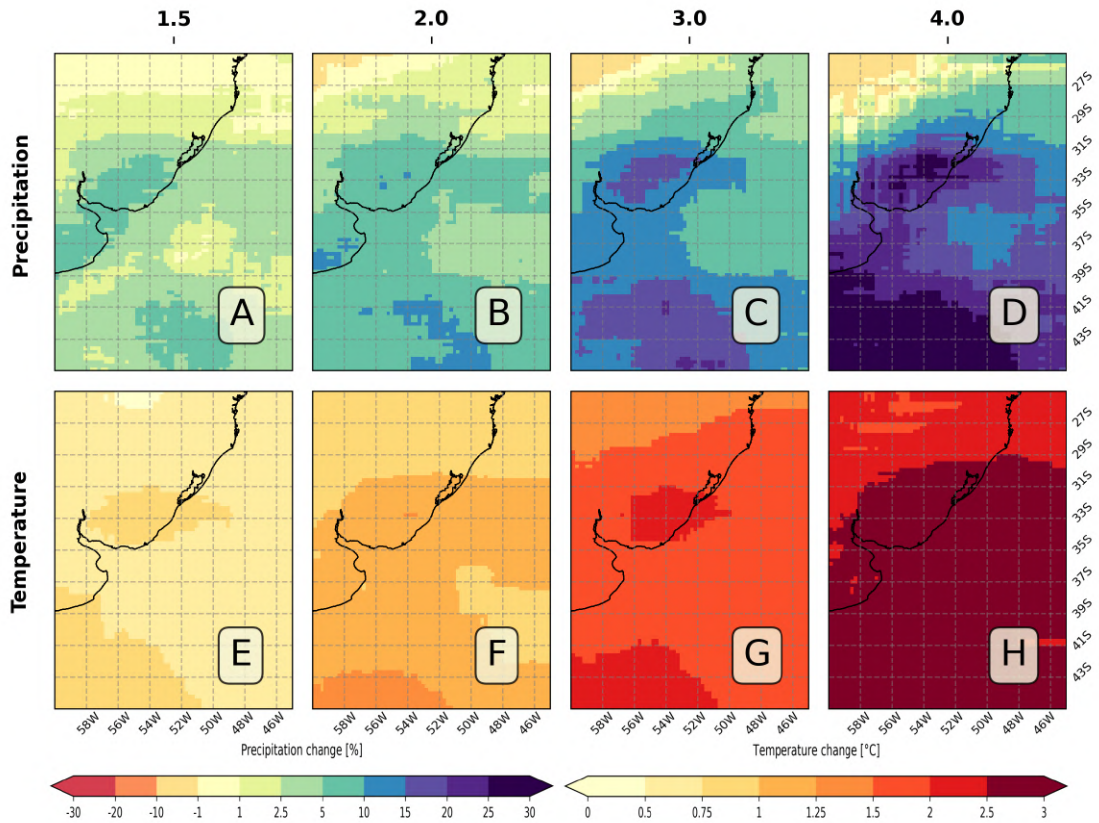 1.5 2.0 3.0 4.0
Precipitation
A B C D
27S
29S
31S
33S
35S
37S
39S
41S
43S
Temperature
E F G H
27S
29S
31S
33S
35S
37S
39S
41S
43S
58W 56W 54W 52W 50W 48W 46W 58W 56W 54W 52W 50W 48W 46W 58W 56W 54W 52W 50W 48W 46W 58W 56W 54W 52W 50W 48W 46W
Precipitation change [%] Temperature change [°C]
-30 -20 -10 -1 1 2.5 5 10 15 20 25 30 0 0.5 0.75 1 1.25 1.5 2 2.5 3